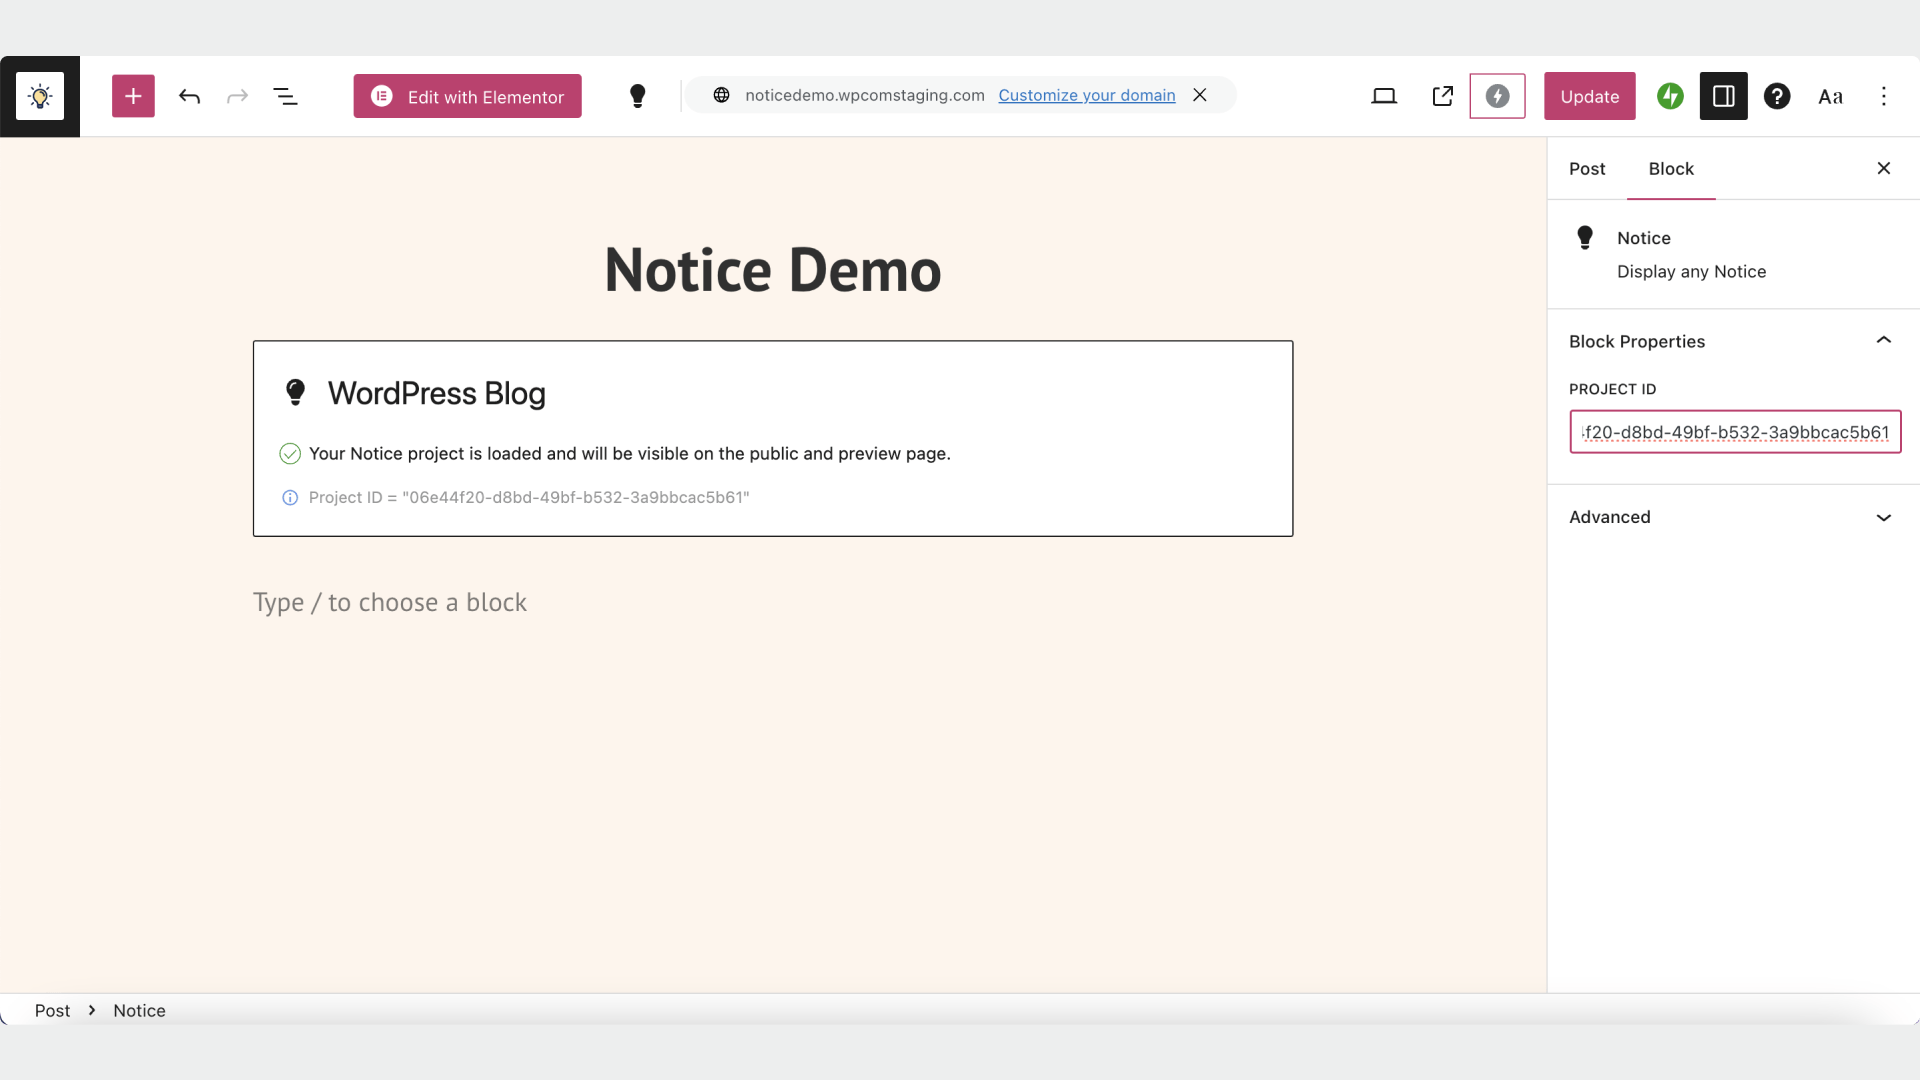 Edit with Elementor
noticedemo.wpcomstaging.com Customize your domain
Update
Aa
Post Block
Notice
Display any Notice
Block Properties
PROJECT ID
f20-d8bd-49bf-b532-3a9bbcac5b61
Advanced
Notice Demo
WordPress Blog
Your Notice project is loaded and will be visible on the public and preview page.
Project ID = "06e44f20-d8bd-49bf-b532-3a9bbcac5b61"
Type / to choose a block
Post > Notice